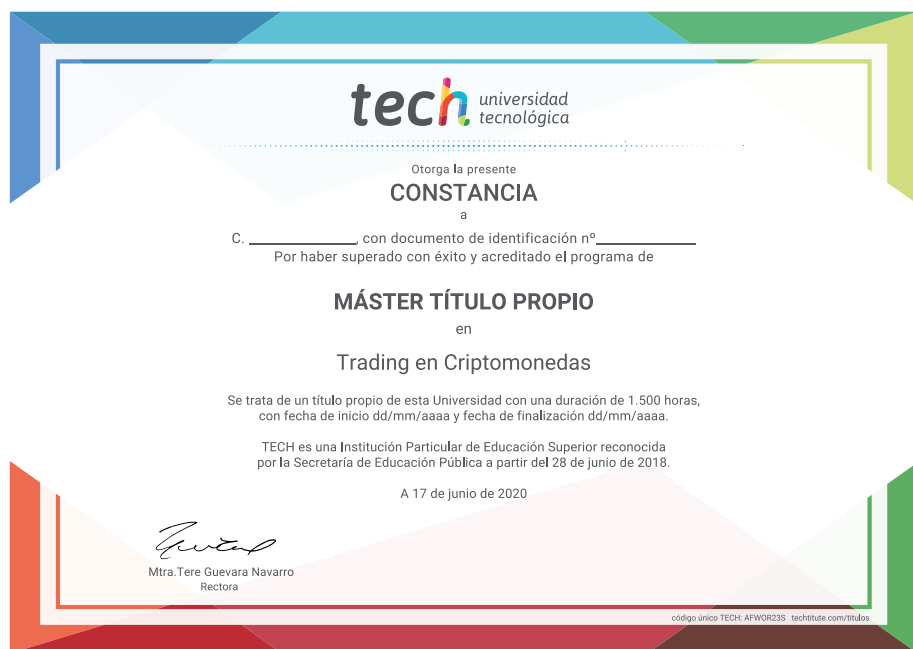 tech universidad
tecnológica
Otorga la presente
CONSTANCIA
a
C. ____________, con documento de identificación nº____________
Por haber superado con éxito y acreditado el programa de
MÁSTER TÍTULO PROPIO
en
Trading en Criptomonedas
Se trata de un título propio de esta Universidad con una duración de 1.500 horas,
con fecha de inicio dd/mm/aaaa y fecha de finalización dd/mm/aaaa.
TECH es una Institución Particular de Educación Superior reconocida
por la Secretaría de Educación Pública a partir del 28 de junio de 2018.
A 17 de junio de 2020
Mtra.Tere Guevara Navarro
Rectora
código único TECH: AFWOR23S techtitute.com/titulos